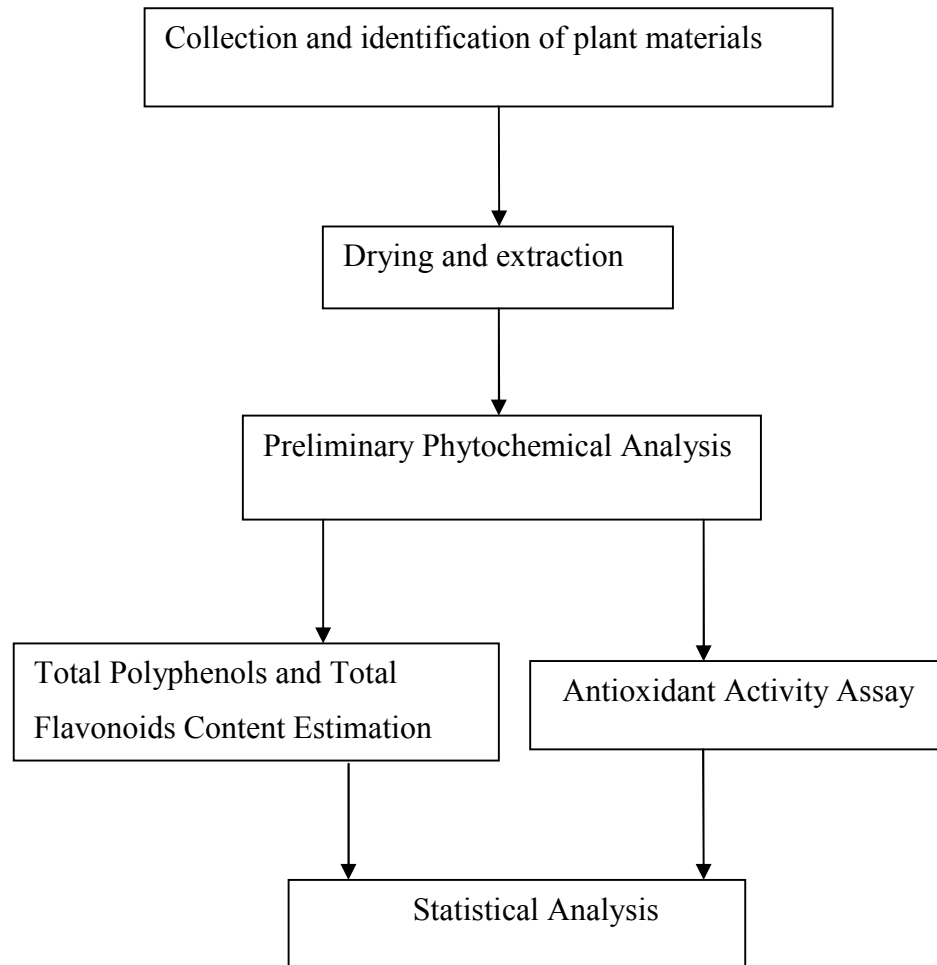 Collection and identification of plant materials
Drying and extraction
Preliminary Phytochemical Analysis
Total Polyphenols and Total
Flavonoids Content Estimation
Antioxidant Activity Assay
Statistical Analysis